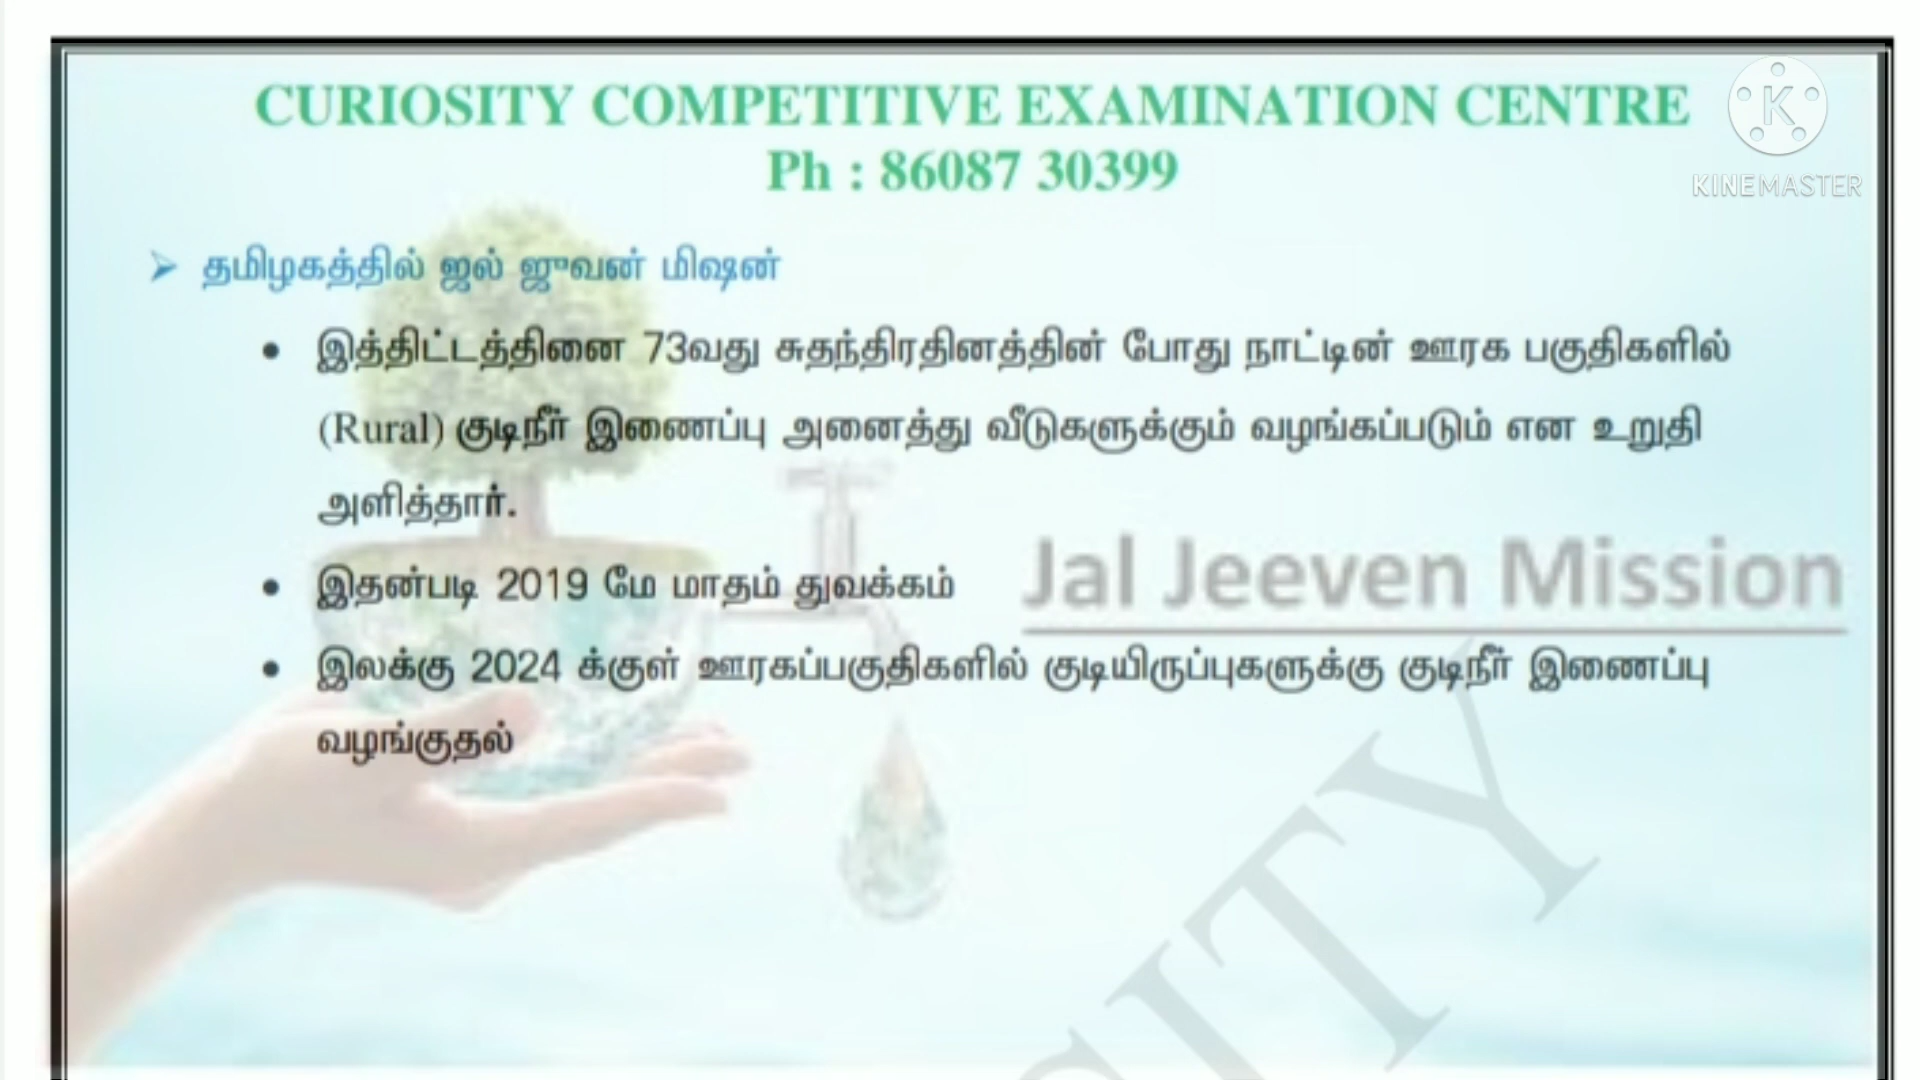 CURIOSITY COMPETITIVE EXAMINATION CENTRE
Ph : 86087 30399
KINEMASTER
➢ தமிழகத்தில் ஜல் ஜுவன் மிஷன்
• இத்திட்டத்தினை 73வது சுதந்திரதினத்தின் போது நாட்டின் ஊரக பகுதிகளில்
(Rural) குடிநீர் இணைப்பு அனைத்து வீடுகளுக்கும் வழங்கப்படும் என உறுதி
அளித்தார்.
• இதன்படி 2019 மே மாதம் துவக்கம்
Jal Jeeven Mission
• இலக்கு 2024 க்குள் ஊரகப்பகுதிகளில் குடியிருப்புகளுக்கு குடிநீர் இணைப்பு
வழங்குதல்
SITY